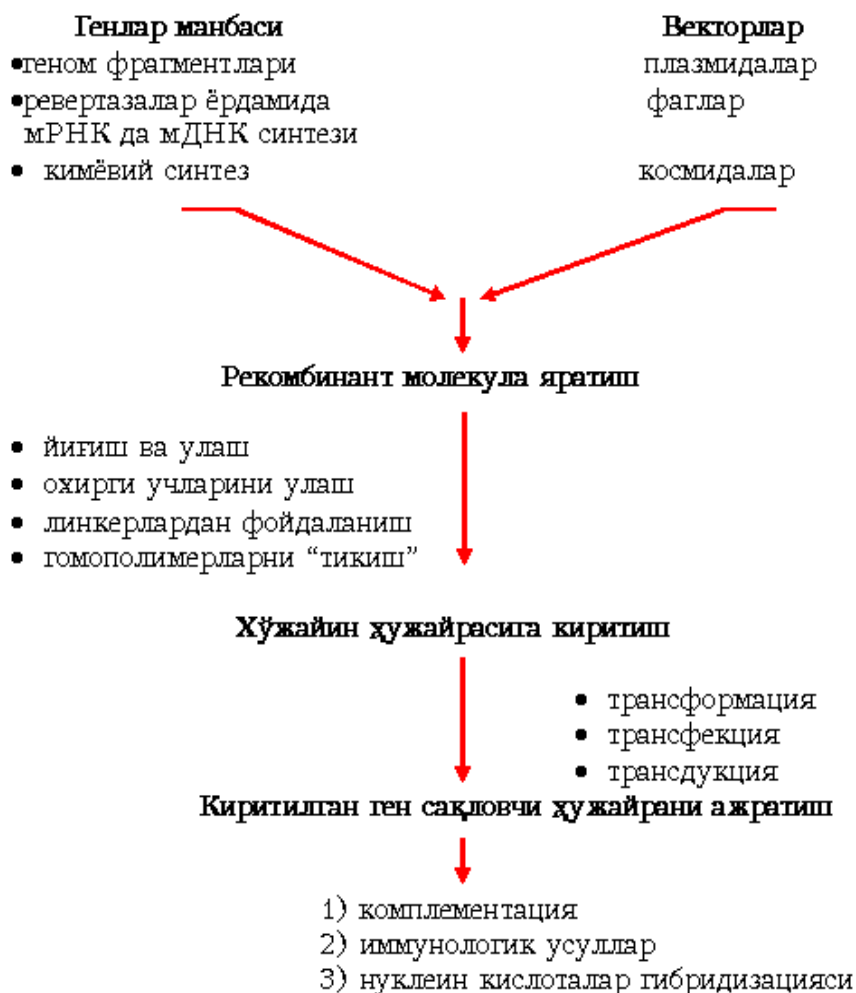 Генлар манбаси
•геном фрагментлари
•ревертазалар ёрдамида
мРНК да мДНК синтези
• кимёвий синтез
Векторлар
плазмидалар
фаглар
космидалар
Рекомбинант молекула яратиш
• йиғиш ва улаш
• охирги учларини улаш
• линкерлардан фойдаланиш
• гомополимерларни “тикиш”
Хўжайин ҳужайрасига киритиш
• трансформация
• трансфекция
• трансдукция
Киритилган ген сақловчи ҳужайрани ажратиш
1) комплементация
2) иммунологик усуллар
3) нуклеин кислоталар гибридизацияси